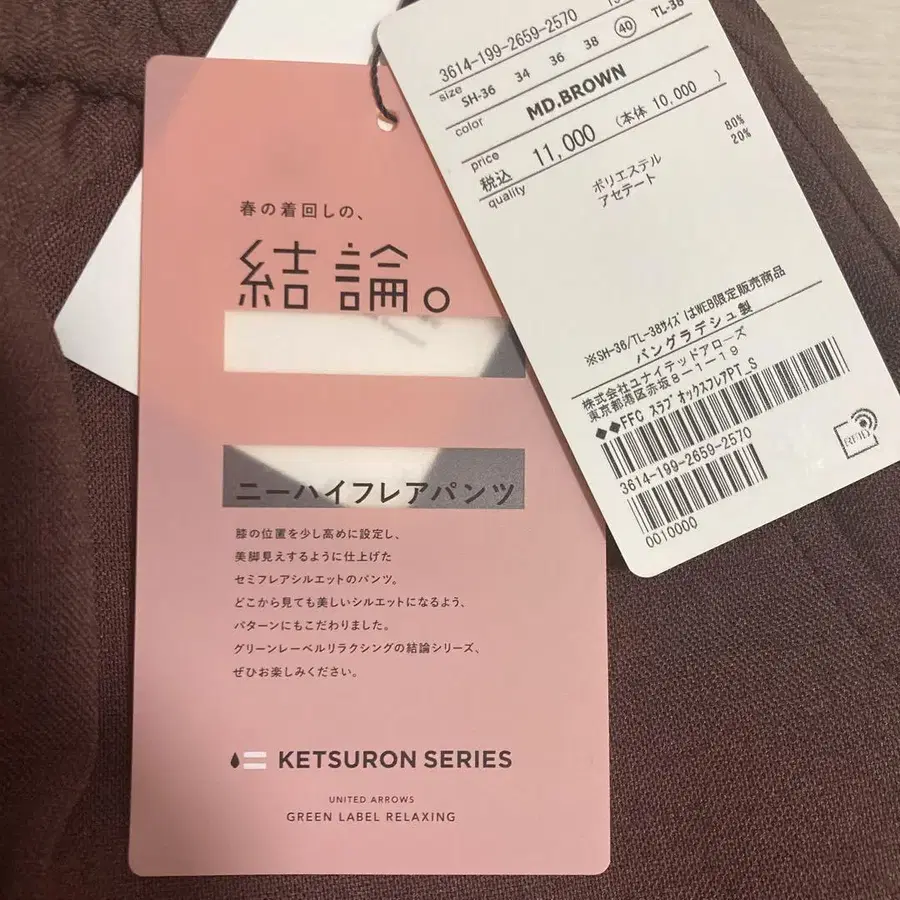 春の着回しの、
結論。
ニーハイフレアパンツ
膝の位置を少し高めに設定し、
美脚見えするように仕上げた
セミフレアシルエットのパンツ。
どこから見ても美しいシルエットになるよう、
パターンにもこだわりました。
グリーンレーベルリラクシングの結論シリーズ、
ぜひお楽しみください。
KETSURON SERIES
UNITED ARROWS
GREEN LABEL RELAXING
3614-199-2659-2570
size SH-36 34 36 38 40 TL-38
color MD.BROWN
price 税込 11,000 (本体 10,000 )
quality
ポリエステル 80%
アセテート 20%
※SH-36/TL-38サイズはWEB限定販売商品
バングラデシュ製
株式会社ユナイテッドアローズ
東京都港区赤坂8-1-19
◆◆FFC スラブ オックスフレアPT_S
3614-199-2659-2570
0010000
RFID